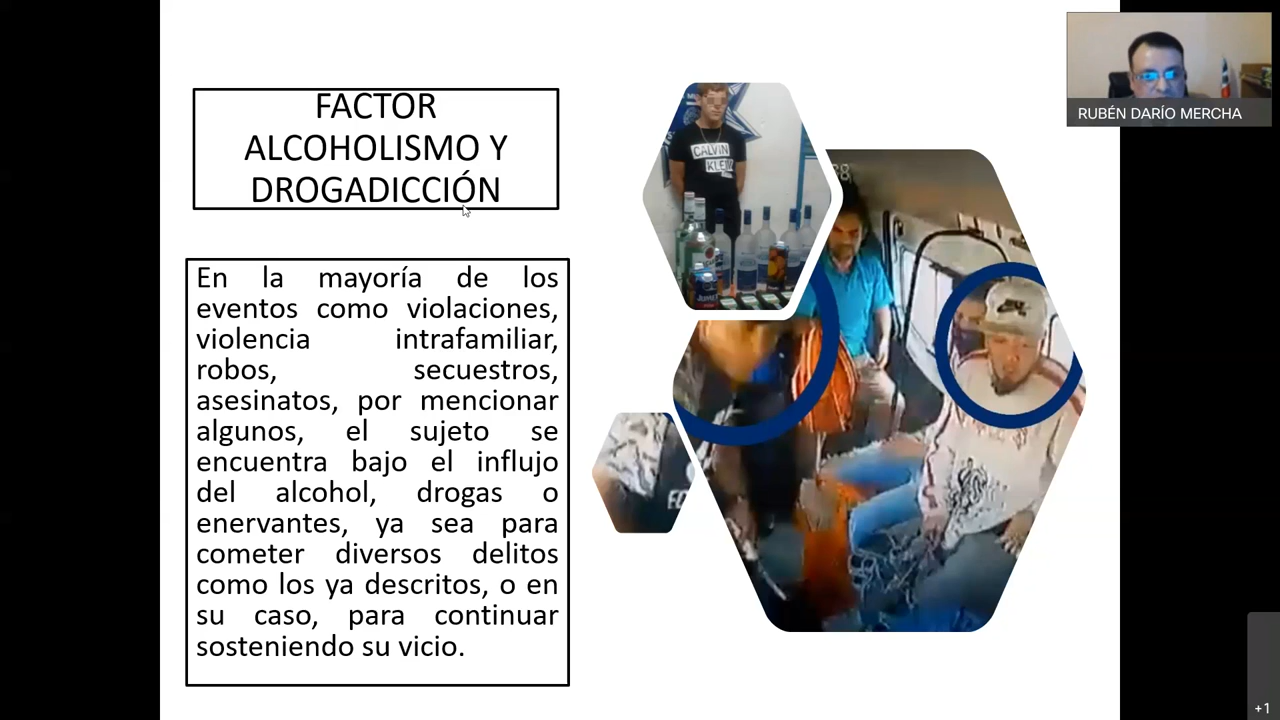 FACTOR
ALCOHOLISMO Y
DROGADICCIÓN
En la mayoría de los
eventos como violaciones,
violencia intrafamiliar,
robos, secuestros,
asesinatos, por mencionar
algunos, el sujeto se
encuentra bajo el influjo
del alcohol, drogas o
enervantes, ya sea para
cometer diversos delitos
como los ya descritos, o en
su caso, para continuar
sosteniendo su vicio.
CALVIN
KLEIN
RUBÉN DARÍO MERCHA
+1